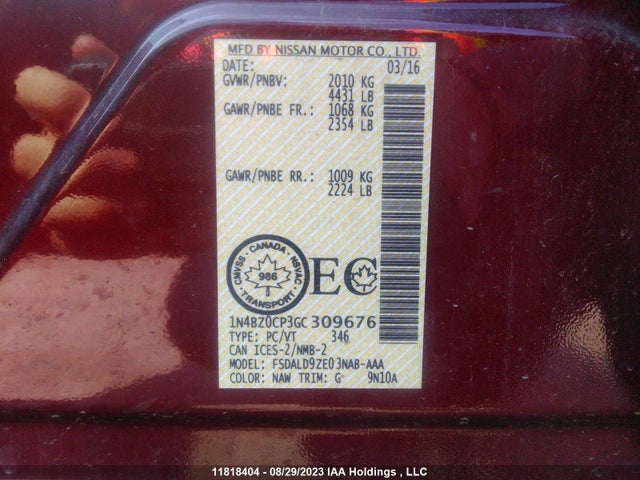 MFD BY NISSAN MOTOR CO., LTD.
DATE: 03/16
GVWR/PNBV: 2010 KG
4431 LB
GAWR/PNBE FR.: 1068 KG
2354 LB
GAWR/PNBE RR.: 1009 KG
2224 LB
CMVSS · CANADA · NSVAC
986
· TRANSPORT ·
EC
1N4BZ0CP3GC309676
TYPE: PC/VT 346
CAN ICES-2/NMB-2
MODEL: FSDALD9ZE03NAB-AAA
COLOR: NAW TRIM: G 9N10A
11818404 - 08/29/2023 IAA Holdings , LLC